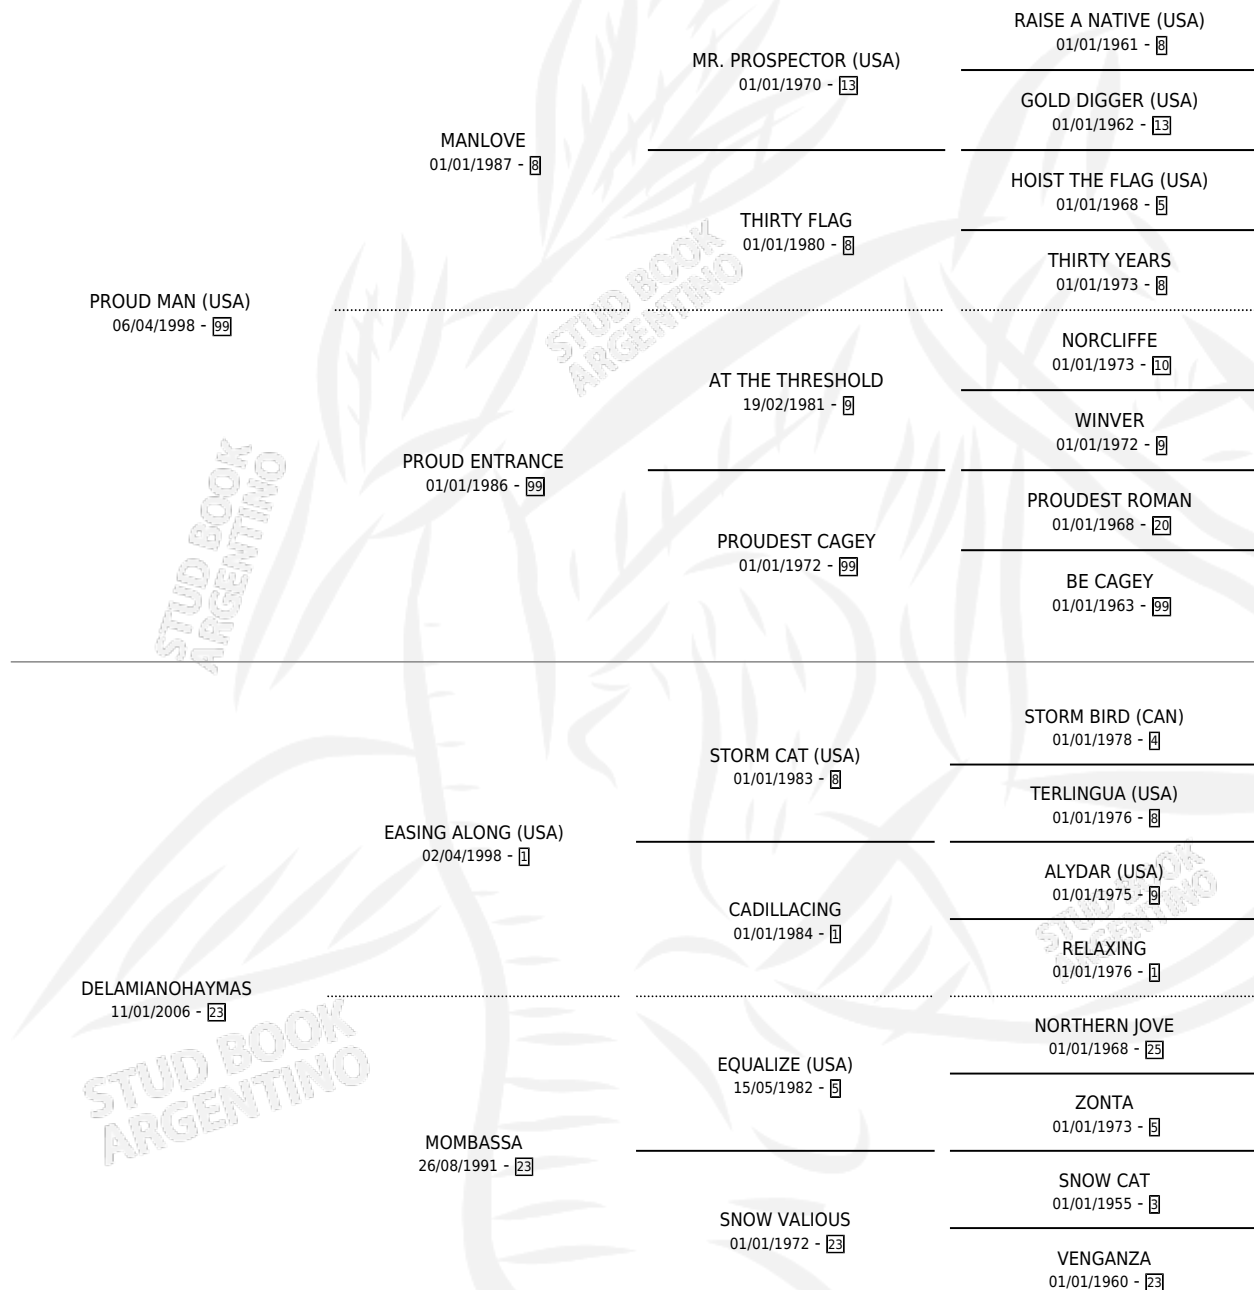 RAISE A NATIVE (USA)
01/01/1961 - 8
MR. PROSPECTOR (USA)
01/01/1970 - 13
GOLD DIGGER (USA)
01/01/1962 - 13
MANLOVE
01/01/1987 - 8
HOIST THE FLAG (USA)
01/01/1968 - 5
THIRTY FLAG
01/01/1980 - 8
THIRTY YEARS
01/01/1973 - 8
PROUD MAN (USA)
06/04/1998 - 99
NORCLIFFE
01/01/1973 - 10
AT THE THRESHOLD
19/02/1981 - 9
WINVER
01/01/1972 - 9
PROUD ENTRANCE
01/01/1986 - 99
PROUDEST ROMAN
01/01/1968 - 20
PROUDEST CAGEY
01/01/1972 - 99
BE CAGEY
01/01/1963 - 99
STORM BIRD (CAN)
01/01/1978 - 4
STORM CAT (USA)
01/01/1983 - 8
TERLINGUA (USA)
01/01/1976 - 8
EASING ALONG (USA)
02/04/1998 - 1
ALYDAR (USA)
01/01/1975 - 9
CADILLACING
01/01/1984 - 1
RELAXING
01/01/1976 - 1
DELAMIANOHAYMAS
11/01/2006 - 23
NORTHERN JOVE
01/01/1968 - 25
EQUALIZE (USA)
15/05/1982 - 5
ZONTA
01/01/1973 - 5
MOMBASSA
26/08/1991 - 23
SNOW CAT
01/01/1955 - 3
SNOW VALIOUS
01/01/1972 - 23
VENGANZA
01/01/1960 - 23
STUD BOOK
ARGENTINO
STUD BOOK
ARGENTINO
STUD BOOK
ARGENTINO
STUD BOOK
ARGENTINO